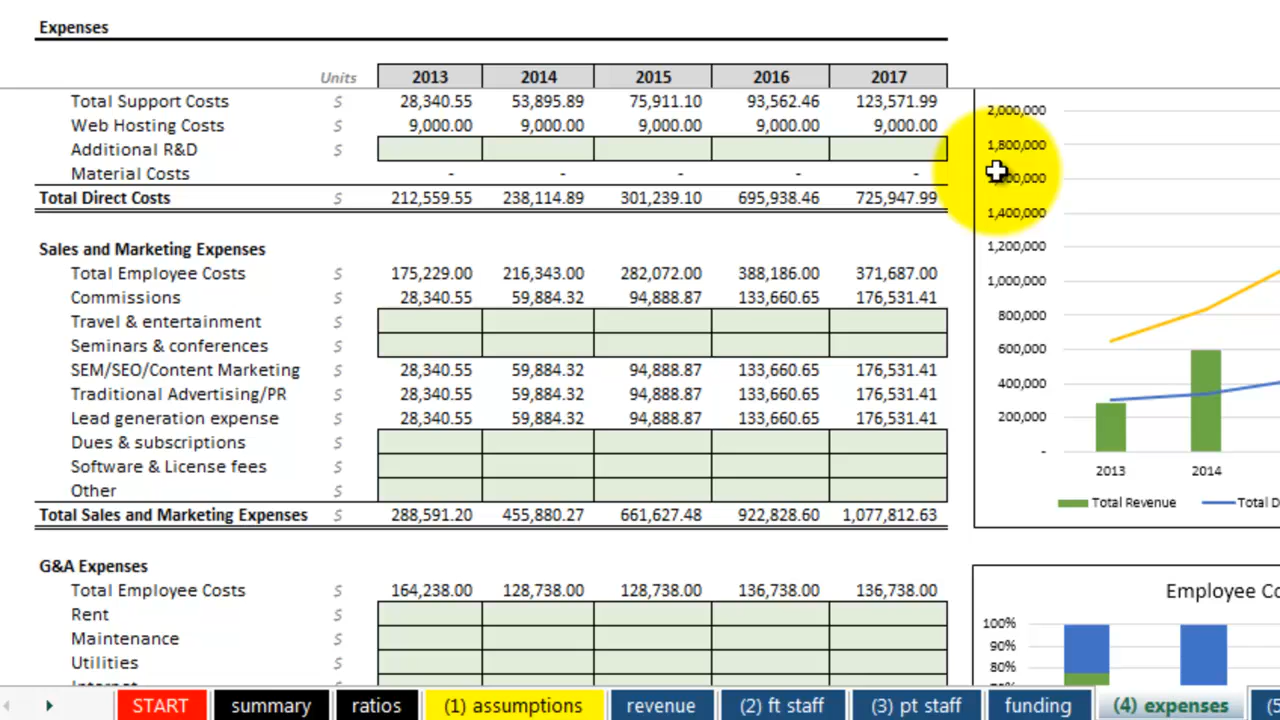 Expenses
Units 2013 2014 2015 2016 2017
Total Support Costs $ 28,340.55 53,895.89 75,911.10 93,562.46 123,571.99
Web Hosting Costs $ 9,000.00 9,000.00 9,000.00 9,000.00 9,000.00
Additional R&D $
Material Costs - - - - -
Total Direct Costs $ 212,559.55 238,114.89 301,239.10 695,938.46 725,947.99
Sales and Marketing Expenses
Total Employee Costs $ 175,229.00 216,343.00 282,072.00 388,186.00 371,687.00
Commissions $ 28,340.55 59,884.32 94,888.87 133,660.65 176,531.41
Travel & entertainment $
Seminars & conferences $
SEM/SEO/Content Marketing $ 28,340.55 59,884.32 94,888.87 133,660.65 176,531.41
Traditional Advertising/PR $ 28,340.55 59,884.32 94,888.87 133,660.65 176,531.41
Lead generation expense $ 28,340.55 59,884.32 94,888.87 133,660.65 176,531.41
Dues & subscriptions $
Software & License fees $
Other $
Total Sales and Marketing Expenses $ 288,591.20 455,880.27 661,627.48 922,828.60 1,077,812.63
G&A Expenses
Total Employee Costs $ 164,238.00 128,738.00 128,738.00 136,738.00 136,738.00
Rent $
Maintenance $
Utilities $
2,000,000
1,800,000
1,400,000
1,200,000
1,000,000
800,000
600,000
400,000
200,000
-
2013 2014
Total Revenue Total D
Employee Co
100%
90%
80%
START summary ratios (1) assumptions revenue (2) ft staff (3) pt staff funding (4) expenses (5